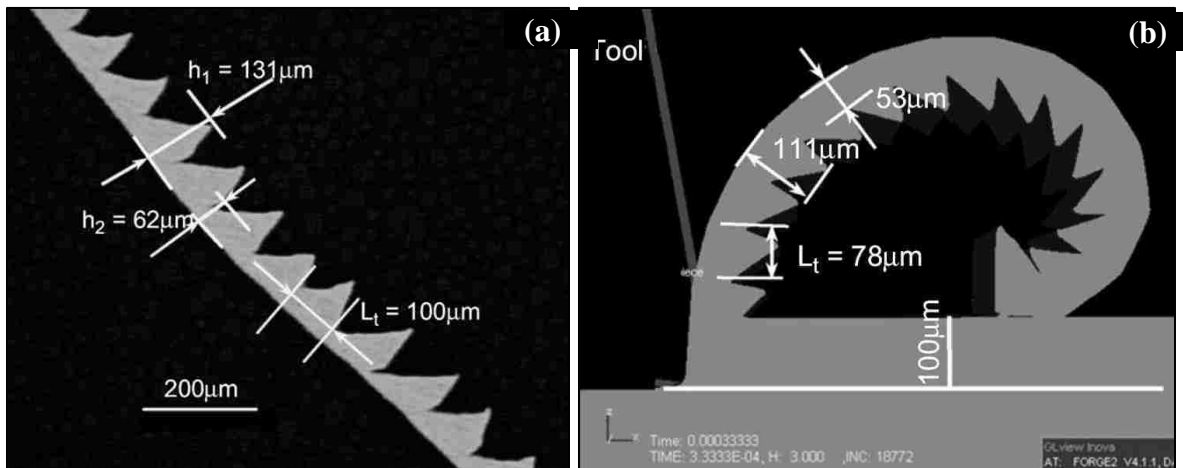 (a)
h1 = 131μm
h2 = 62μm
Lt = 100μm
200μm
(b)
Tool
53μm
111μm
Lt = 78μm
100μm
z
x
Time: 0.00033333
TIME: 3.3333E-04, H: 3.000 ,INC: 18772
GLview Inova
AT: FORGE2 V4.1.1, D